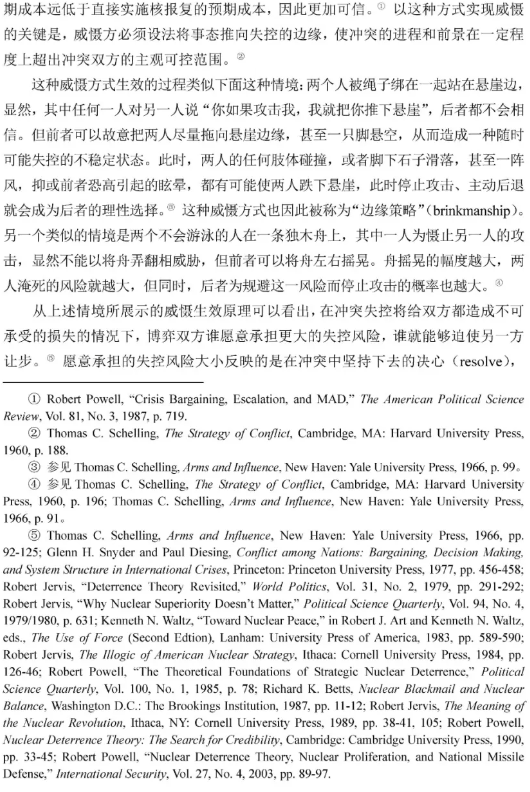 期成本远低于直接实施核报复的预期成本,因此更加可信。① 以这种方式实现威慑
的关键是,威慑方必须设法将事态推向失控的边缘,使冲突的进程和前景在一定程
度上超出冲突双方的主观可控范围。②
这种威慑方式生效的过程类似下面这种情境:两个人被绳子绑在一起站在悬崖边,
显然,其中任何一人对另一人说“你如果攻击我,我就把你推下悬崖”,后者都不会相
信。但前者可以故意把两人尽量拖向悬崖边缘,甚至一只脚悬空,从而造成一种随时
可能失控的不稳定状态。此时,两人的任何肢体碰撞,或者脚下石子滑落,甚至一阵
风,抑或前者恐高引起的眩晕,都有可能使两人跌下悬崖,此时停止攻击、主动后退
就会成为后者的理性选择。③ 这种威慑方式也因此被称为“边缘策略”(brinkmanship)。
另一个类似的情境是两个不会游泳的人在一条独木舟上,其中一人为慑止另一人的攻
击,显然不能以将舟弄翻相威胁,但前者可以将舟左右摇晃。舟摇晃的幅度越大,两
人淹死的风险就越大,但同时,后者为规避这一风险而停止攻击的概率也越大。④
从上述情境所展示的威慑生效原理可以看出,在冲突失控将给双方都造成不可
承受的损失的情况下,博弈双方谁愿意承担更大的失控风险,谁就能够迫使另一方
让步。⑤ 愿意承担的失控风险大小反映的是在冲突中坚持下去的决心(resolve),
① Robert Powell, “Crisis Bargaining, Escalation, and MAD,” The American Political Science
Review, Vol. 81, No. 3, 1987, p. 719.
② Thomas C. Schelling, The Strategy of Conflict, Cambridge, MA: Harvard University Press,
1960, p. 188.
③ 参见 Thomas C. Schelling, Arms and Influence, New Haven: Yale University Press, 1966, p. 99。
④ 参见 Thomas C. Schelling, The Strategy of Conflict, Cambridge, MA: Harvard University
Press, 1960, p. 196; Thomas C. Schelling, Arms and Influence, New Haven: Yale University Press,
1966, p. 91。
⑤ Thomas C. Schelling, Arms and Influence, New Haven: Yale University Press, 1966, pp.
92-125; Glenn H. Snyder and Paul Diesing, Conflict among Nations: Bargaining, Decision Making,
and System Structure in International Crises, Princeton: Princeton University Press, 1977, pp. 456-458;
Robert Jervis, “Deterrence Theory Revisited,” World Politics, Vol. 31, No. 2, 1979, pp. 291-292;
Robert Jervis, “Why Nuclear Superiority Doesn’t Matter,” Political Science Quarterly, Vol. 94, No. 4,
1979/1980, p. 631; Kenneth N. Waltz, “Toward Nuclear Peace,” in Robert J. Art and Kenneth N. Waltz,
eds., The Use of Force (Second Edtion), Lanham: University Press of America, 1983, pp. 589-590;
Robert Jervis, The Illogic of American Nuclear Strategy, Ithaca: Cornell University Press, 1984, pp.
126-46; Robert Powell, “The Theoretical Foundations of Strategic Nuclear Deterrence,” Political
Science Quarterly, Vol. 100, No. 1, 1985, p. 78; Richard K. Betts, Nuclear Blackmail and Nuclear
Balance, Washington D.C.: The Brookings Institution, 1987, pp. 11-12; Robert Jervis, The Meaning of
the Nuclear Revolution, Ithaca, NY: Cornell University Press, 1989, pp. 38-41, 105; Robert Powell,
Nuclear Deterrence Theory: The Search for Credibility, Cambridge: Cambridge University Press, 1990,
pp. 33-45; Robert Powell, “Nuclear Deterrence Theory, Nuclear Proliferation, and National Missile
Defense,” International Security, Vol. 27, No. 4, 2003, pp. 89-97.